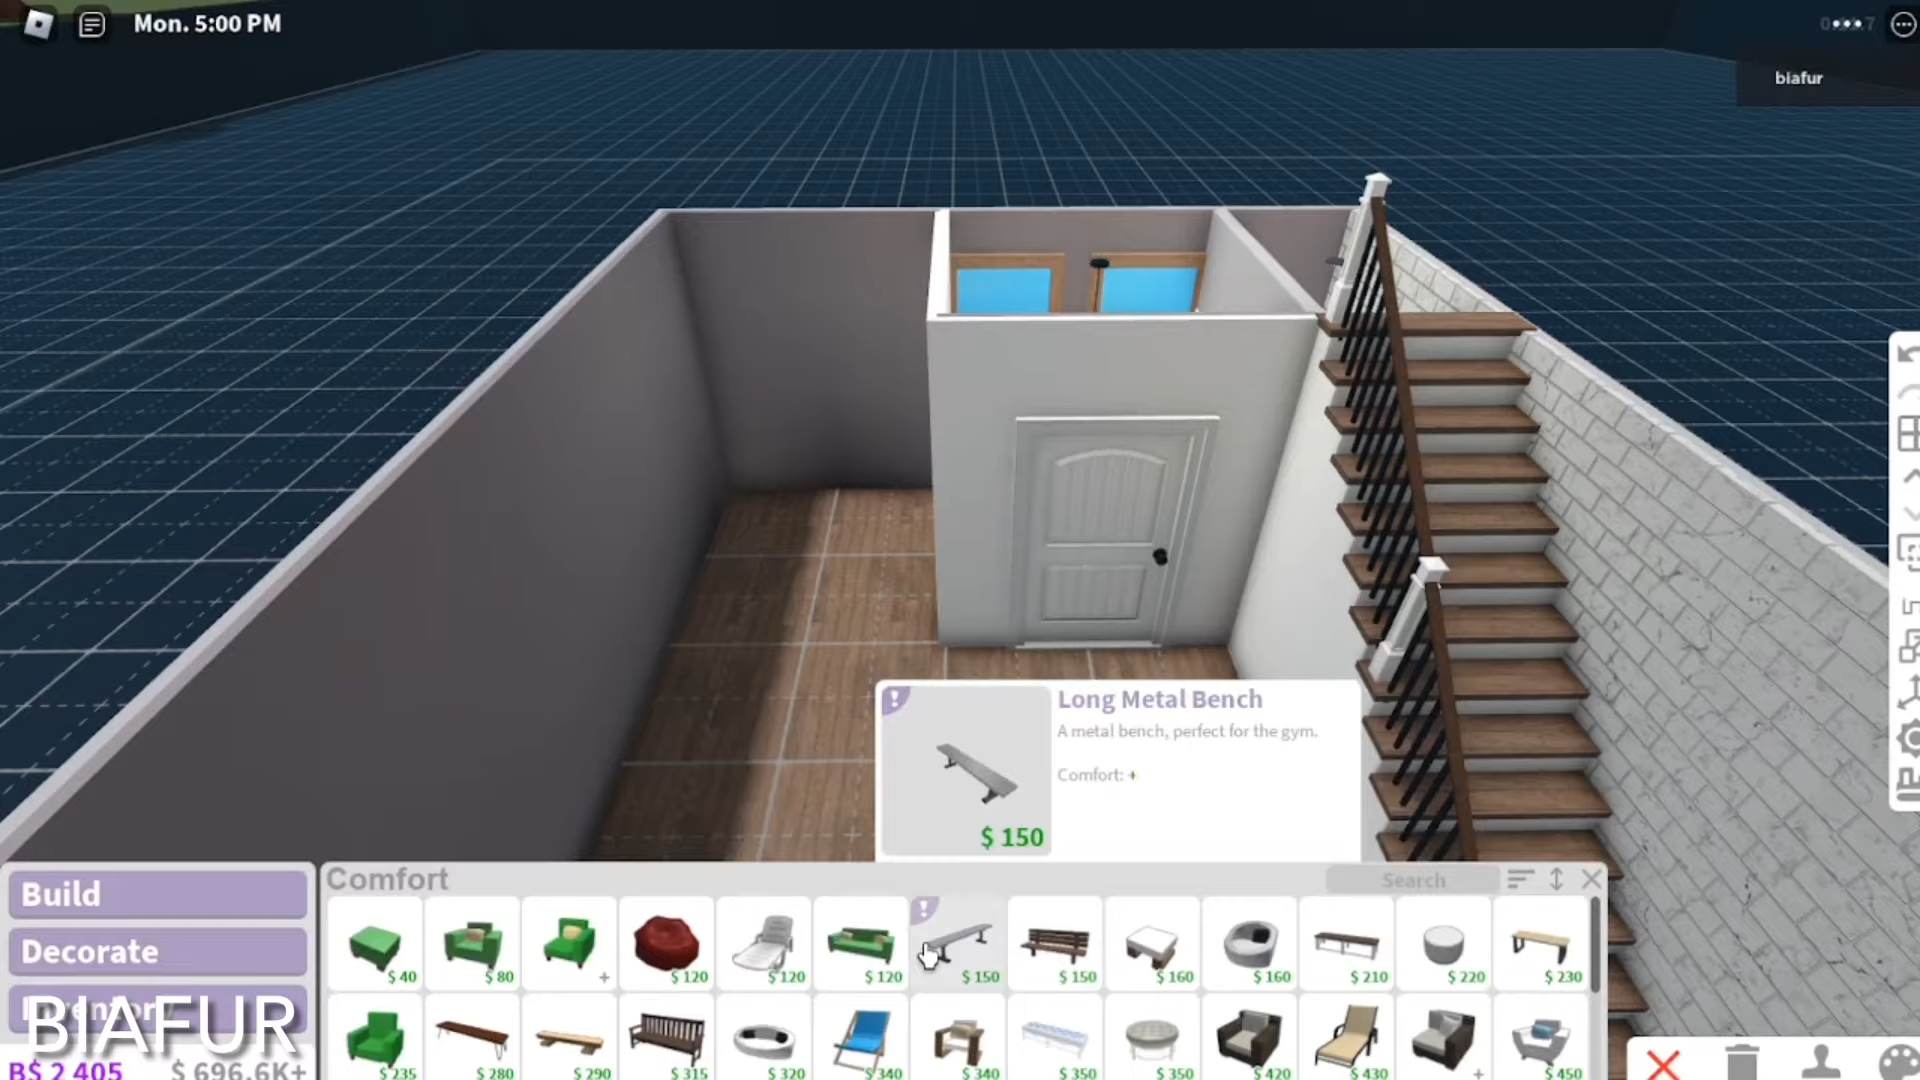 Mon. 5:00 PM
biafur
Long Metal Bench
A metal bench, perfect for the gym.
Comfort: +
$ 150
Build
Comfort
Search
Decorate
$ 40
$ 80
+
$ 120
$ 120
$ 120
$ 150
$ 150
$ 160
$ 160
$ 210
$ 220
$ 230
Inventory
BIAFUR
B$ 2 405
$ 696.6K+
$ 235
$ 280
$ 290
$ 315
$ 320
$ 340
$ 340
$ 350
$ 350
$ 420
$ 430
+
$ 450